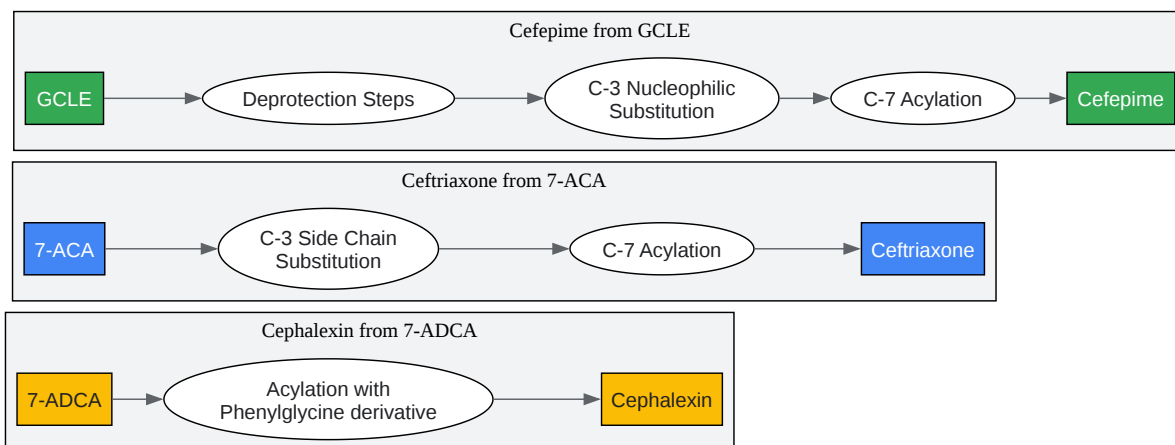 Cefepime from GCLE
GCLE
Deprotection Steps
C-3 Nucleophilic
Substitution
C-7 Acylation
Cefepime
Ceftriaxone from 7-ACA
7-ACA
C-3 Side Chain
Substitution
C-7 Acylation
Ceftriaxone
Cephalexin from 7-ADCA
7-ADCA
Acylation with
Phenylglycine derivative
Cephalexin